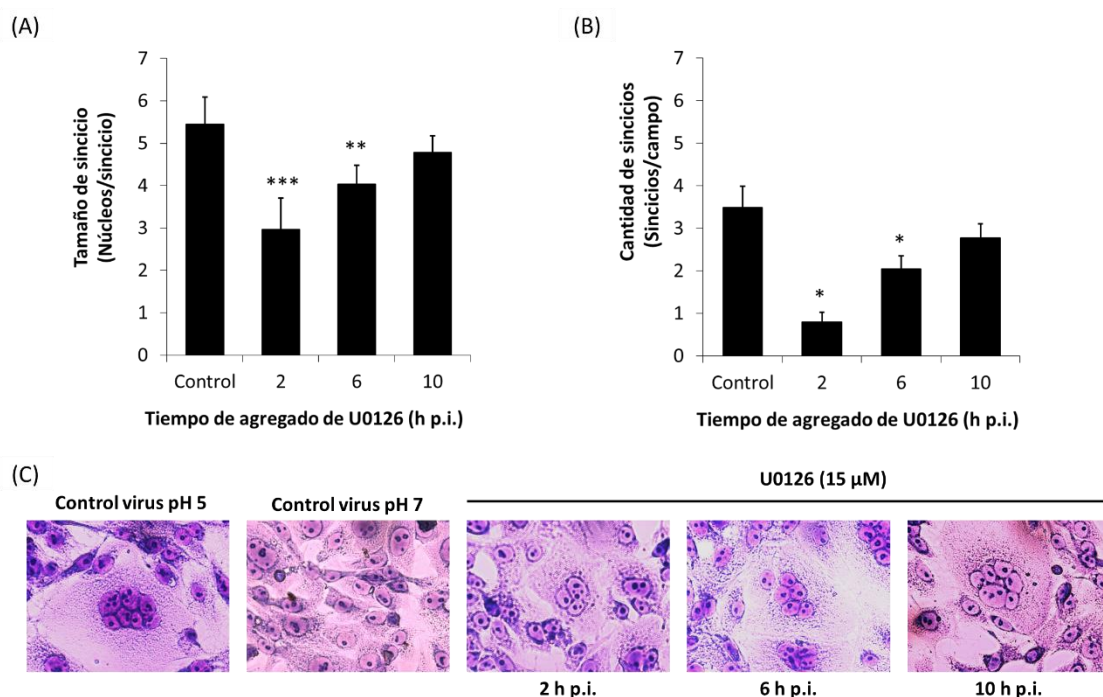 (A)
Tamaño de sincicio
(Núcleos/sincicio)
7
6
5
4
3
2
1
0
***
**
Control 2 6 10
Tiempo de agregado de U0126 (h p.i.)
(B)
Cantidad de sincicios
(Sincicios/campo)
7
6
5
4
3
2
1
0
*
*
Control 2 6 10
Tiempo de agregado de U0126 (h p.i.)
(C)
Control virus pH 5
Control virus pH 7
U0126 (15 µM)
2 h p.i.
6 h p.i.
10 h p.i.